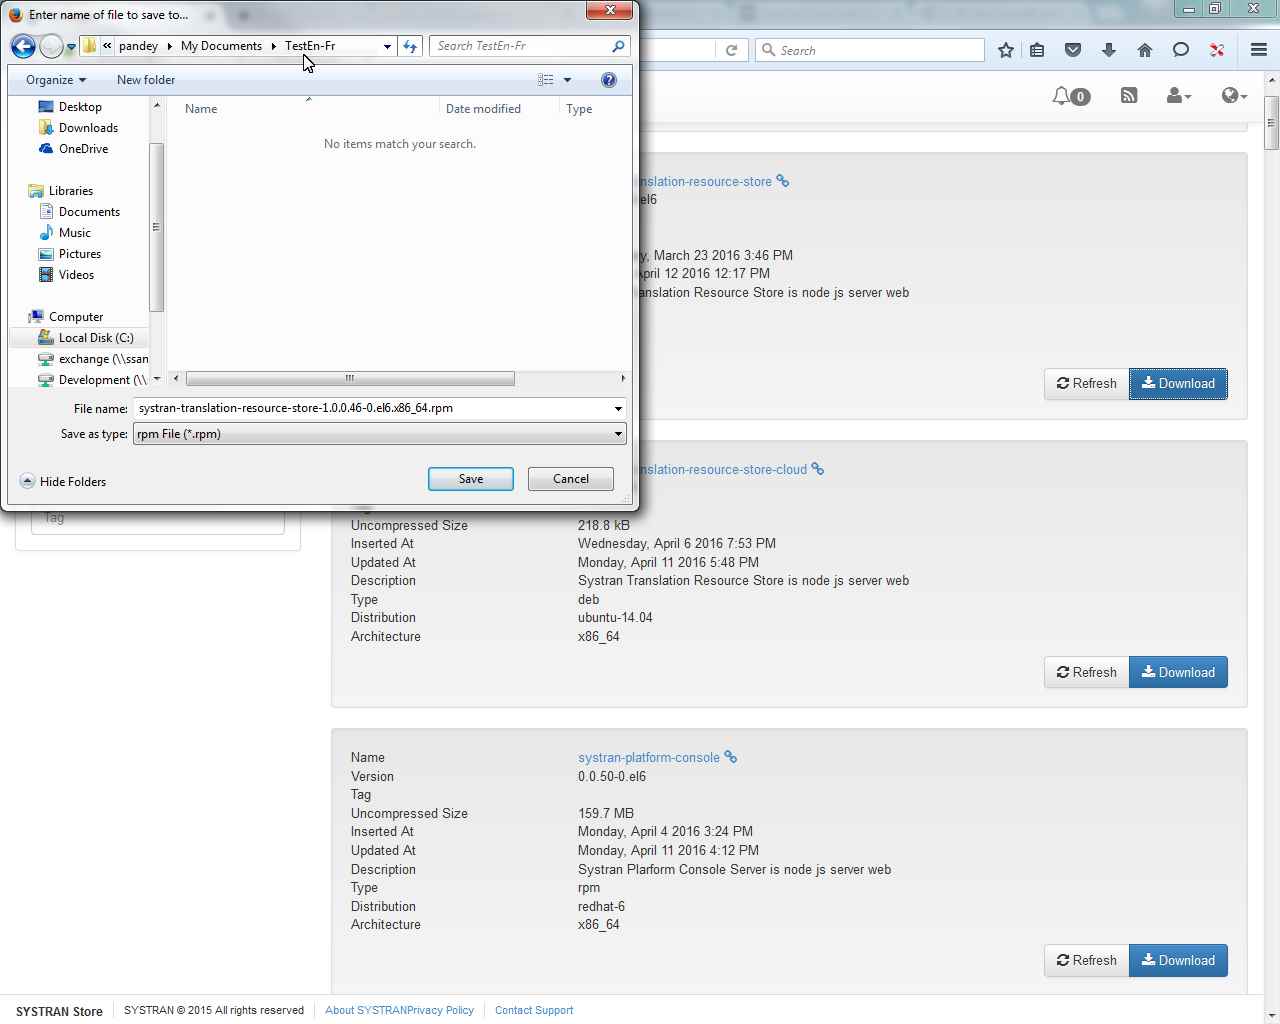 Enter name of file to save to...
« pandey My Documents TestEn-Fr
Search TestEn-Fr
Organize
New folder
Desktop
Downloads
OneDrive
Libraries
Documents
Music
Pictures
Videos
Computer
Local Disk (C:)
exchange (\\ssan
Development (\\
Name
Date modified
Type
No items match your search.
File name: systran-translation-resource-store-1.0.0.46-0.el6.x86_64.rpm
Save as type: rpm File (*.rpm)
Hide Folders
Save
Cancel
Search
0
nslation-resource-store
el6
y, March 23 2016 3:46 PM
April 12 2016 12:17 PM
anslation Resource Store is node js server web
Refresh Download
Tag
nslation-resource-store-cloud
Uncompressed Size 218.8 kB
Inserted At Wednesday, April 6 2016 7:53 PM
Updated At Monday, April 11 2016 5:48 PM
Description Systran Translation Resource Store is node js server web
Type deb
Distribution ubuntu-14.04
Architecture x86_64
Refresh Download
Name systran-platform-console
Version 0.0.50-0.el6
Tag
Uncompressed Size 159.7 MB
Inserted At Monday, April 4 2016 3:24 PM
Updated At Monday, April 11 2016 4:12 PM
Description Systran Plarform Console Server is node js server web
Type rpm
Distribution redhat-6
Architecture x86_64
Refresh Download
SYSTRAN Store SYSTRAN © 2015 All rights reserved About SYSTRANPrivacy Policy Contact Support